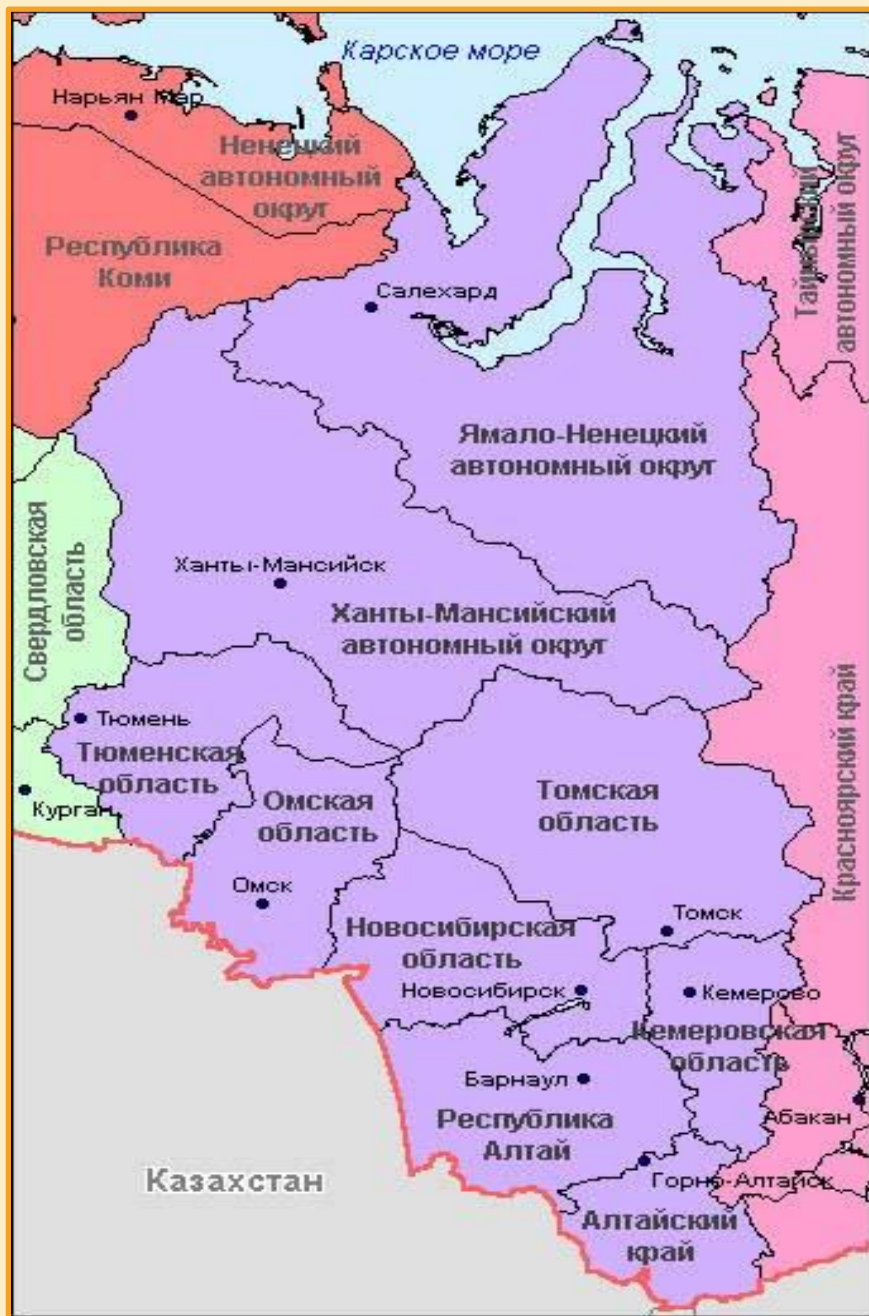 Карское море
Нарьян Мар
Ненецкий
автономный
округ
Республика
Коми
Таймырский
автономный округ
Салехард
Ямало-Ненецкий
автономный округ
Свердловская
область
Ханты-Мансийск
Ханты-Мансийский
автономный округ
Красноярский край
Тюмень
Тюменская
область
Курган
Омская
область
Томская
область
Омск
Томск
Новосибирская
область
Новосибирск
Кемерово
Кемеровская
область
Барнаул
Абакан
Республика
Алтай
Казахстан
Горно-Алтайск
Алтайский
край